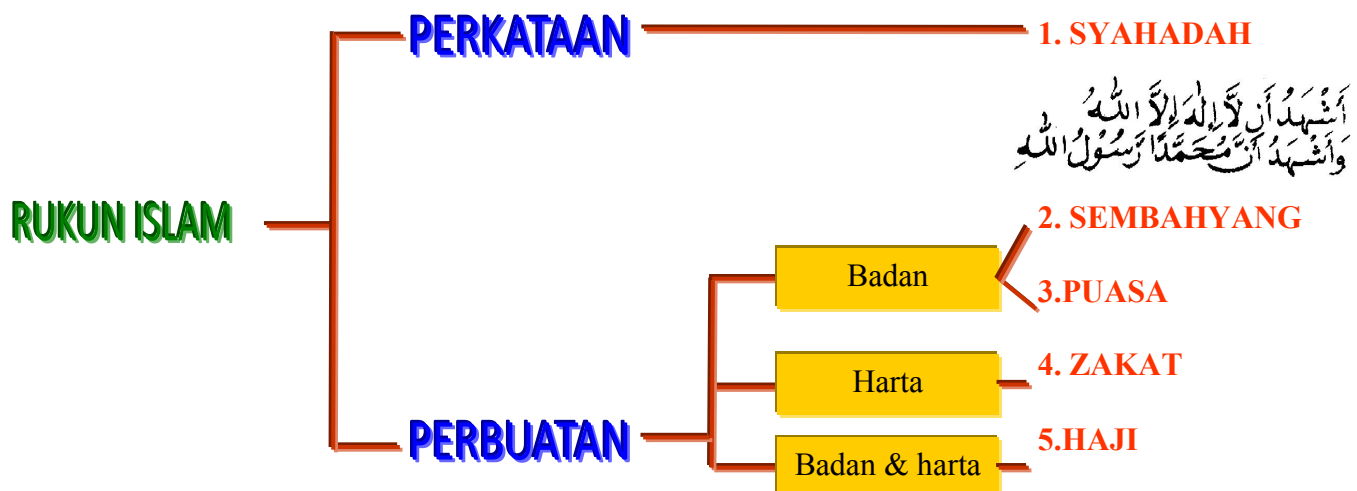 PERKATAAN
1. SYAHADAH
أَشْهَدُ أَن لَّا إِلٰهَ إِلَّا اللهُ
وَأَشْهَدُ أَنَّ مُحَمَّدًا رَّسُوْلُ اللهِ
RUKUN ISLAM
2. SEMBAHYANG
Badan
3.PUASA
4. ZAKAT
Harta
PERBUATAN
5.HAJI
Badan & harta